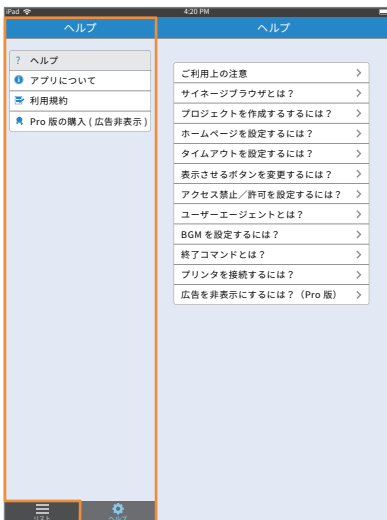 iPad
4:20 PM
ヘルプ
ヘルプ
? ヘルプ
アプリについて
利用規約
Pro 版の購入 ( 広告非表示 )
ご利用上の注意
サイネージブラウザとは？
プロジェクトを作成するするには？
ホームページを設定するには？
タイムアウトを設定するには？
表示させるボタンを変更するには？
アクセス禁止／許可を設定するには？
ユーザーエージェントとは？
BGM を設定するには？
終了コマンドとは？
プリンタを接続するには？
広告を非表示にするには？（Pro 版）
リスト
ヘルプ